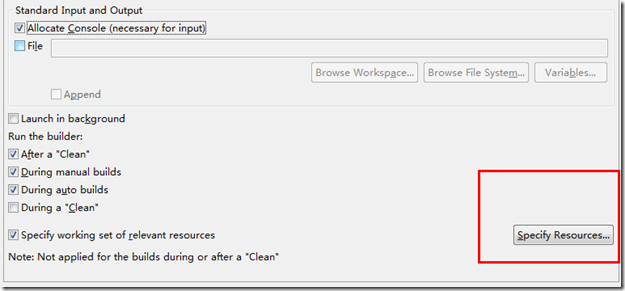 Standard Input and Output
Allocate Console (necessary for input)
File
Browse Workspace... Browse File System... Variables...
Append
Launch in background
Run the builder:
After a "Clean"
During manual builds
During auto builds
During a "Clean"
Specify working set of relevant resources Specify Resources...
Note: Not applied for the builds during or after a "Clean"